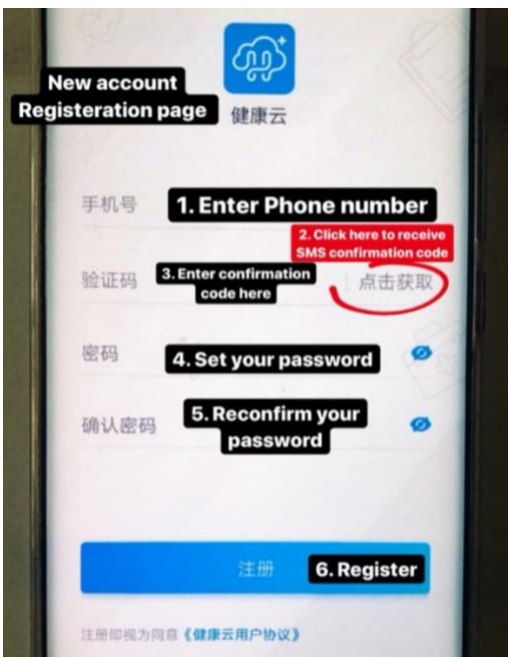 New account
Registeration page
健康云
手机号
1. Enter Phone number
2. Click here to receive
SMS confirmation code
验证码
3. Enter confirmation
code here
点击获取
密码
4. Set your password
确认密码
5. Reconfirm your
password
注册
6. Register
注册即视为同意《健康云用户协议》